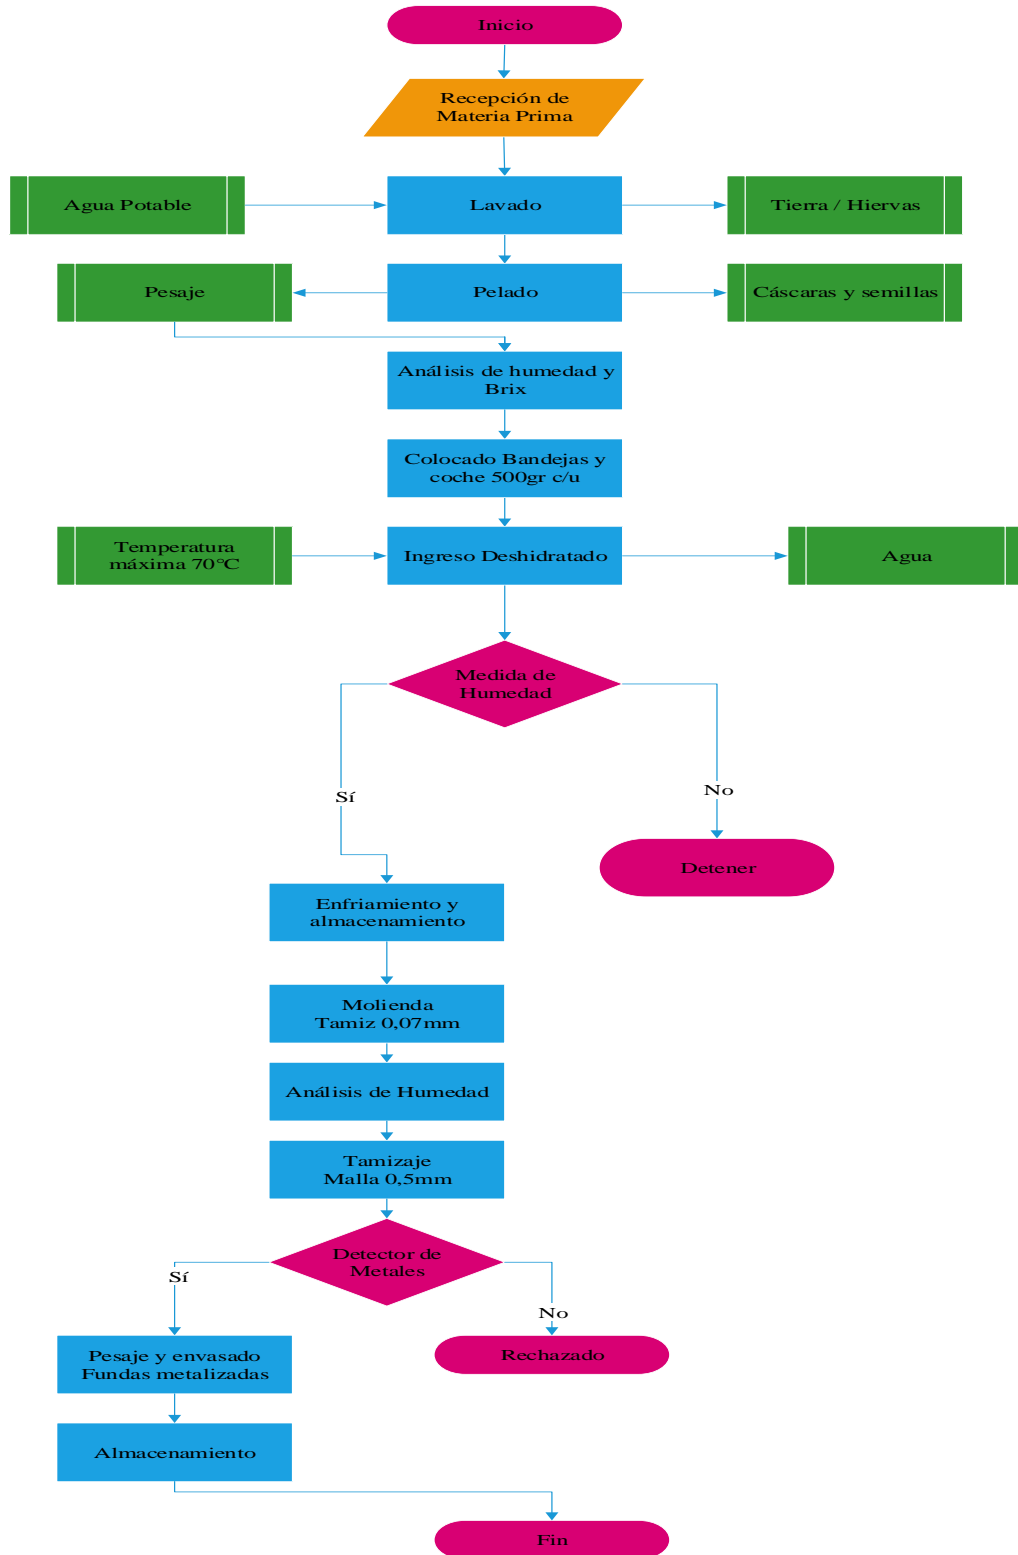 Inicio
Recepción de
Materia Prima
Agua Potable
Lavado
Tierra / Hiervas
Pesaje
Pelado
Cáscaras y semillas
Análisis de humedad y
Brix
Colocado Bandejas y
coche 500gr c/u
Temperatura
máxima 70°C
Ingreso Deshidratado
Agua
Medida de
Humedad
Sí
No
Detener
Enfriamiento y
almacenamiento
Molienda
Tamiz 0,07mm
Análisis de Humedad
Tamizaje
Malla 0,5mm
Detector de
Metales
Sí
No
Pesaje y envasado
Fundas metalizadas
Rechazado
Almacenamiento
Fin